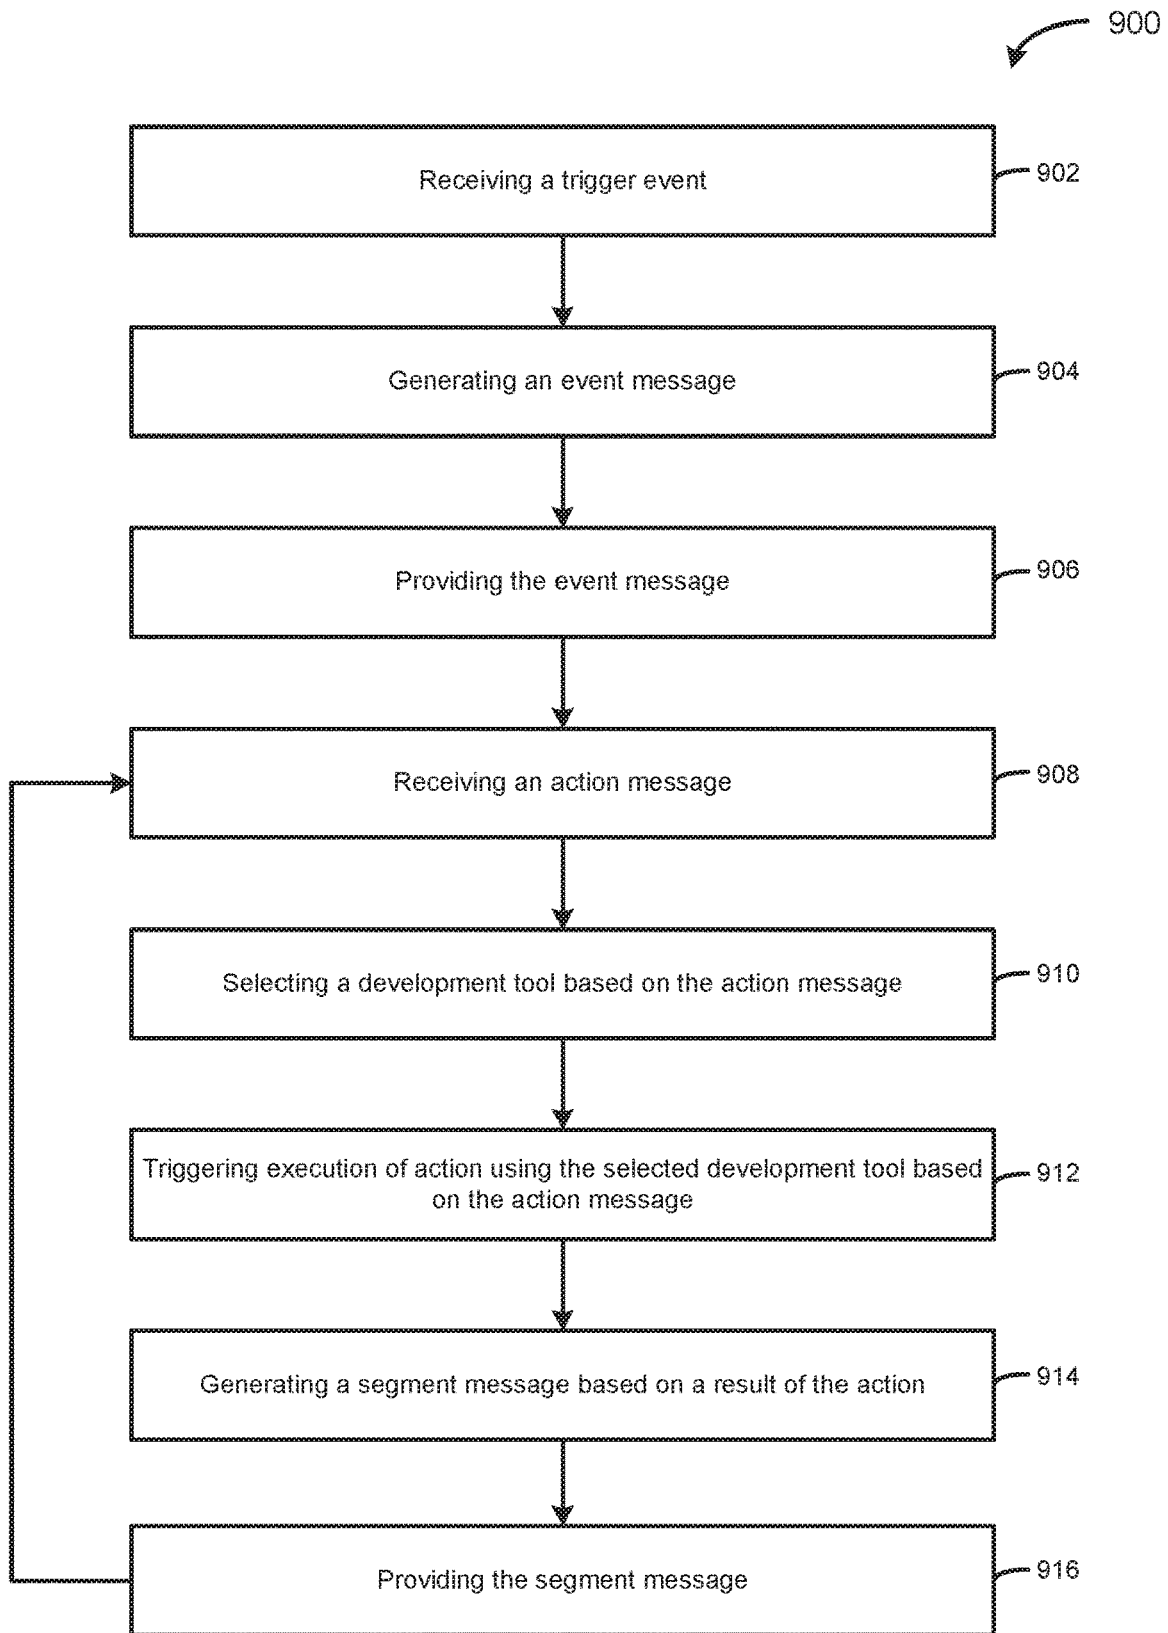 900
Receiving a trigger event
902
Generating an event message
904
Providing the event message
906
Receiving an action message
908
Selecting a development tool based on the action message
910
Triggering execution of action using the selected development tool based
on the action message
912
Generating a segment message based on a result of the action
914
Providing the segment message
916